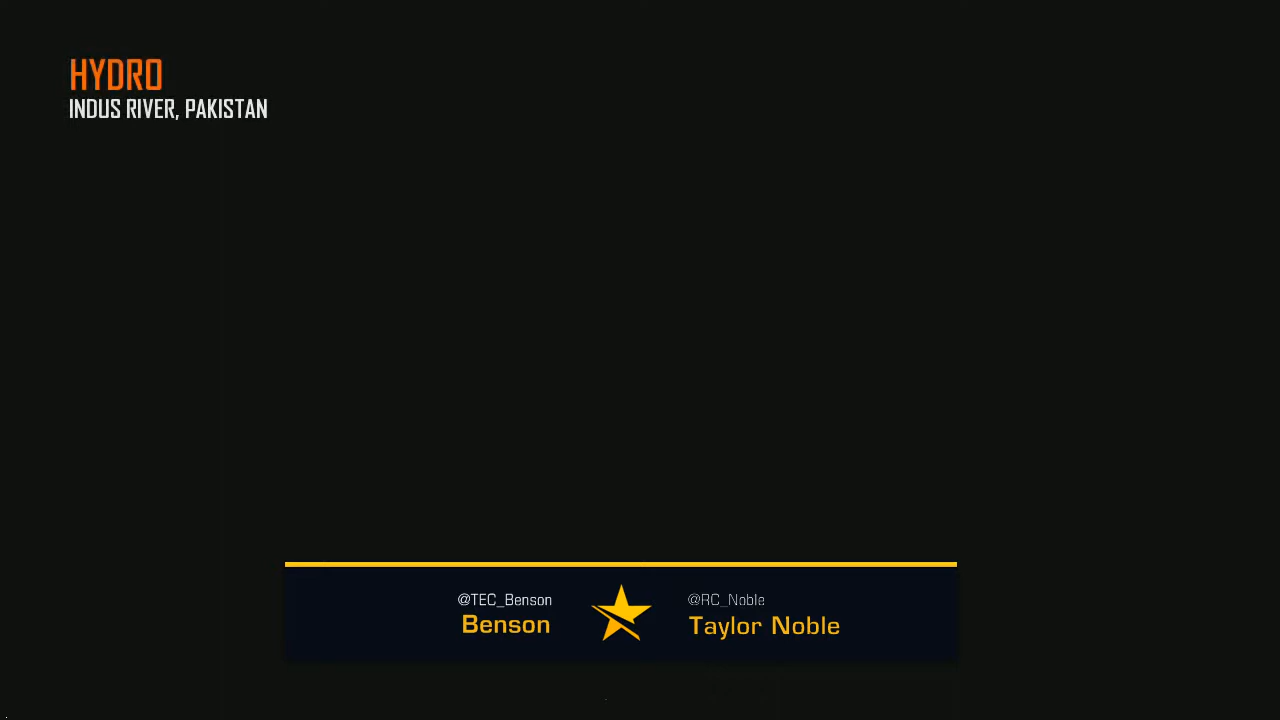 HYDRO
INDUS RIVER, PAKISTAN
@TEC_Benson
Benson
@RC_Noble
Taylor Noble